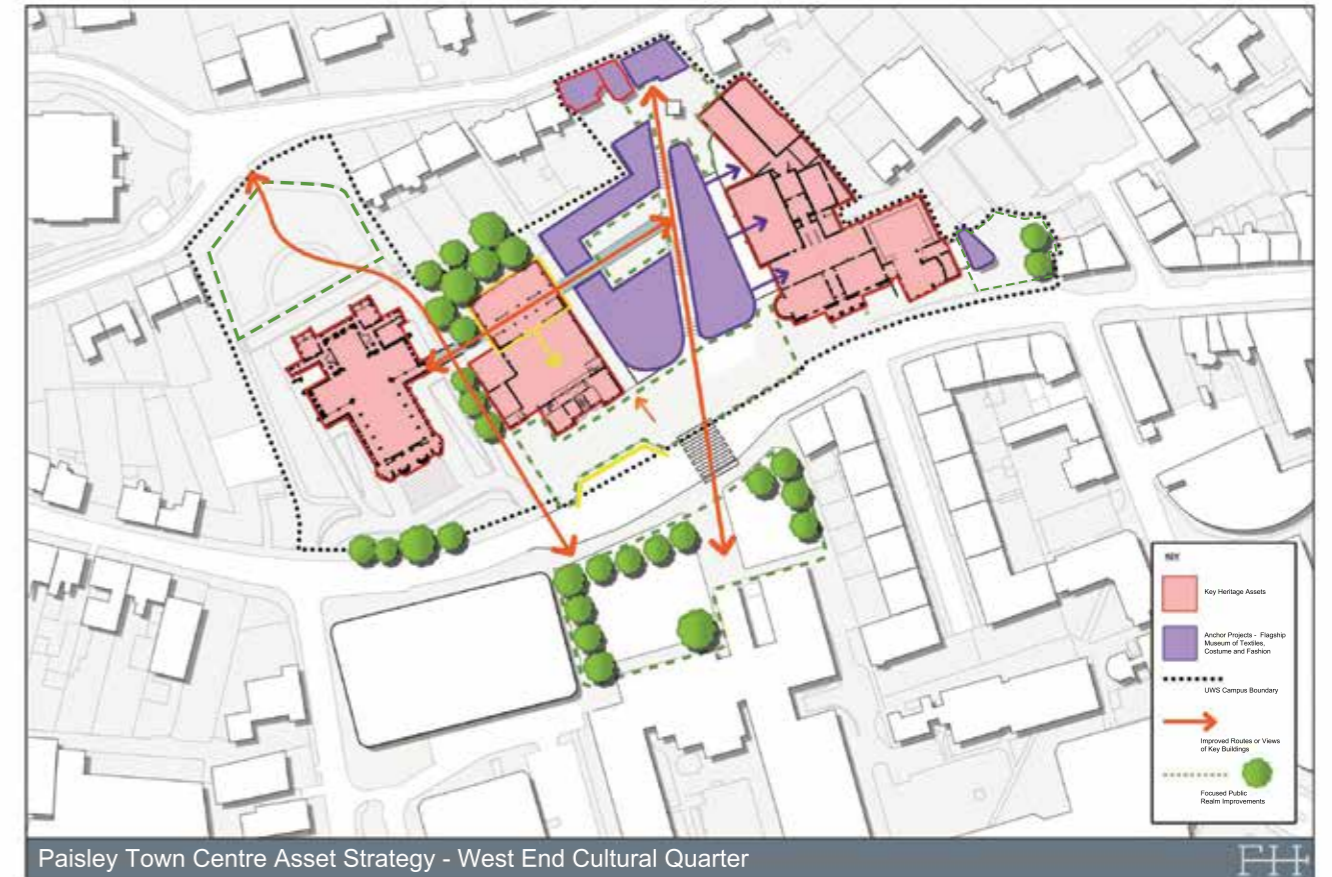 KEY
Key Heritage Assets
Anchor Projects - Flagship
Museum of Textiles,
Costume and Fashion
UWS Campus Boundary
Improved Routes or Views
of Key Buildings
Focused Public
Realm Improvements
Paisley Town Centre Asset Strategy - West End Cultural Quarter